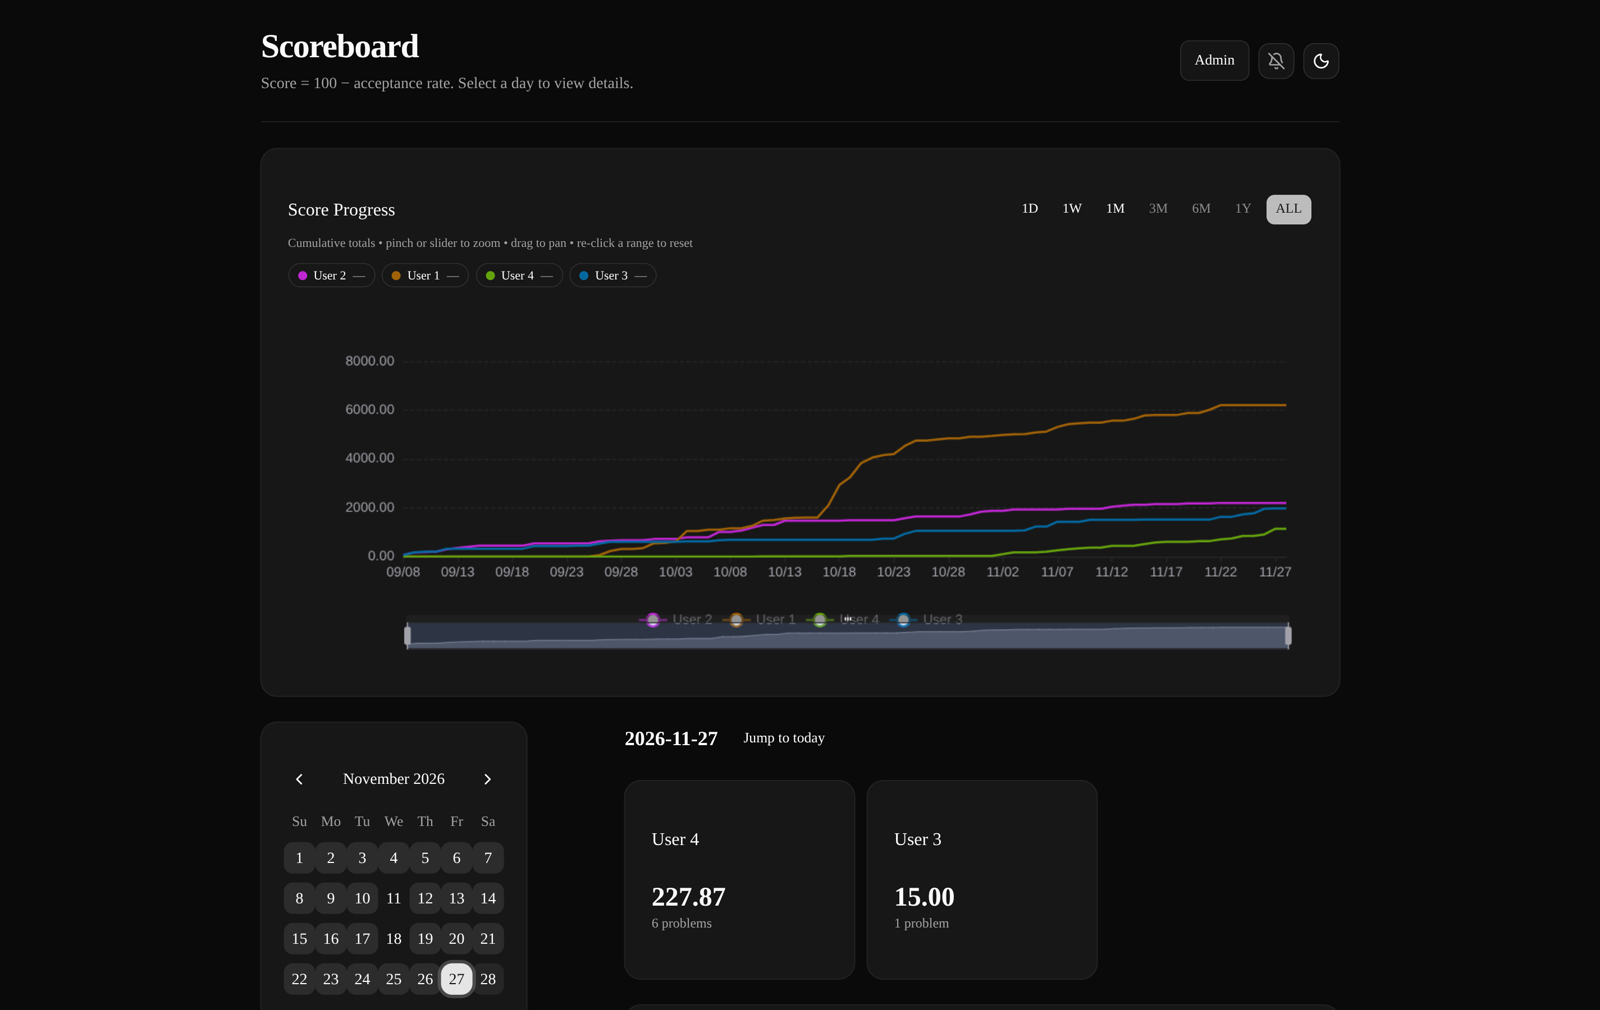 Scoreboard
Score = 100 − acceptance rate. Select a day to view details.
Admin
Score Progress
1D 1W 1M 3M 6M 1Y ALL
Cumulative totals • pinch or slider to zoom • drag to pan • re-click a range to reset
User 2 — User 1 — User 4 — User 3 —
8000.00
6000.00
4000.00
2000.00
0.00
09/08 09/13 09/18 09/23 09/28 10/03 10/08 10/13 10/18 10/23 10/28 11/02 11/07 11/12 11/17 11/22 11/27
User 2 User 1 User 4 User 3
November 2026
Su Mo Tu We Th Fr Sa
1 2 3 4 5 6 7
8 9 10 11 12 13 14
15 16 17 18 19 20 21
22 23 24 25 26 27 28
2026-11-27 Jump to today
User 4
227.87
6 problems
User 3
15.00
1 problem